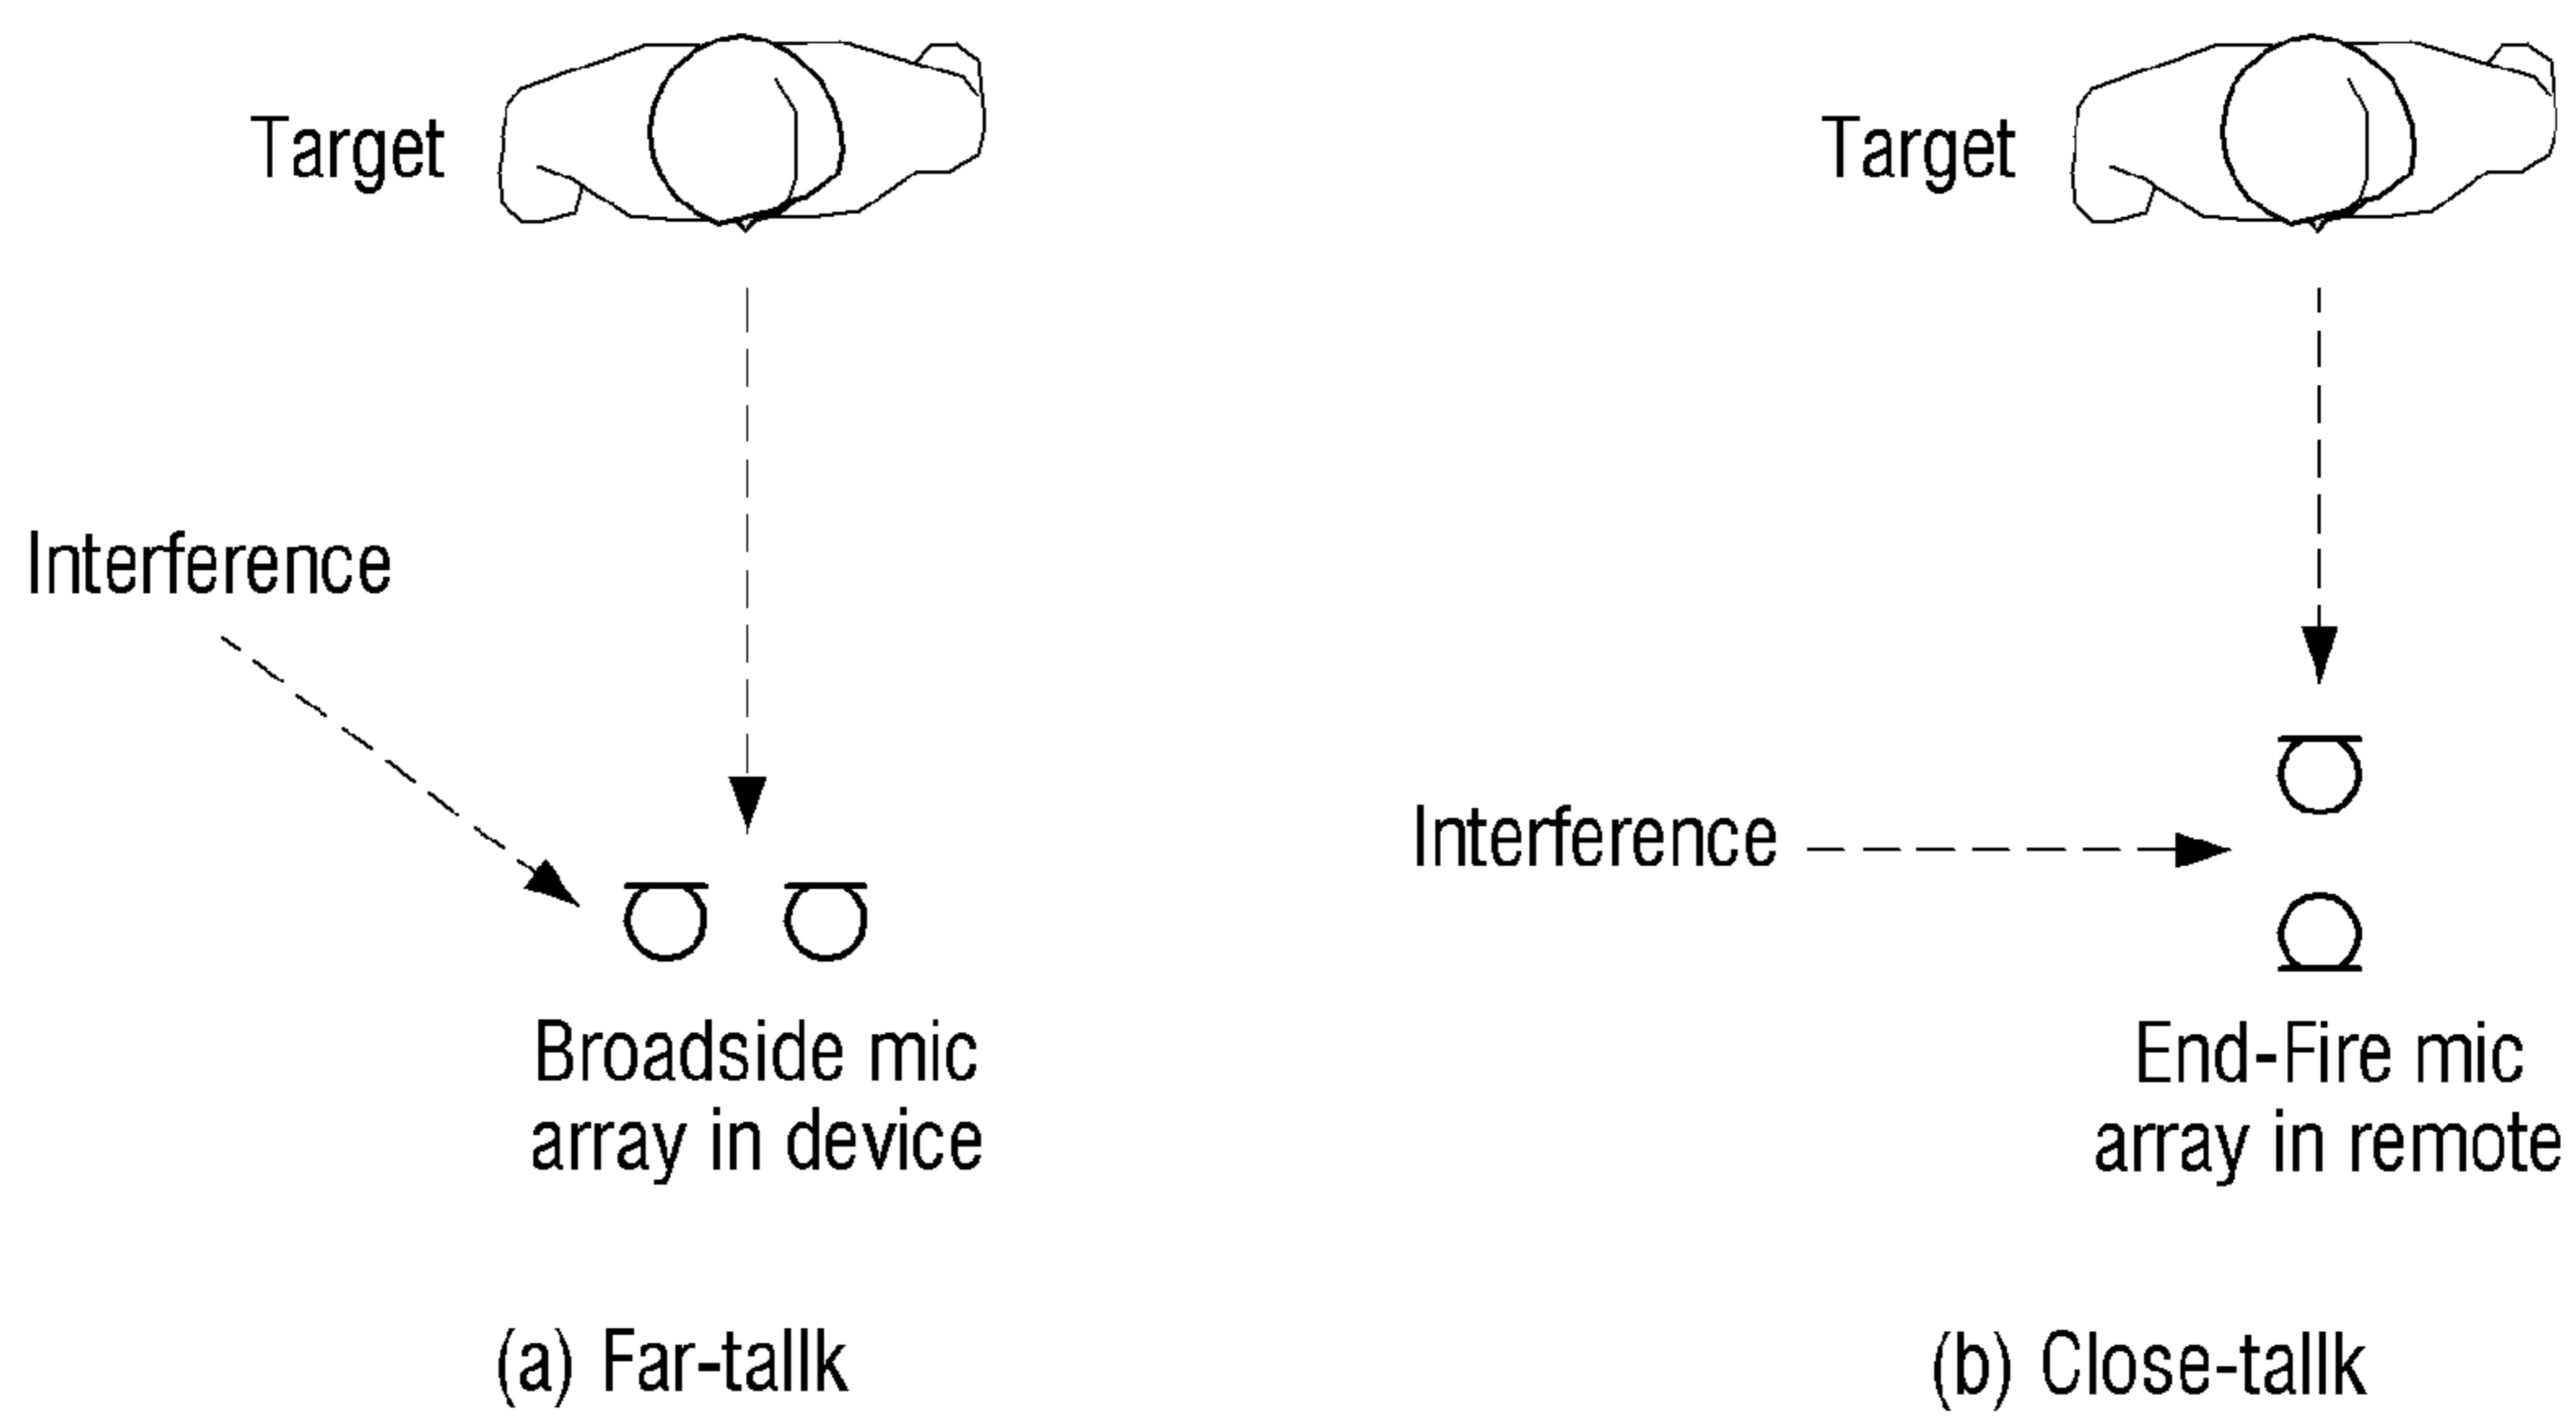 Target
Interference
Broadside mic
array in device
(a) Far-tallk
Target
Interference
End-Fire mic
array in remote
(b) Close-tallk